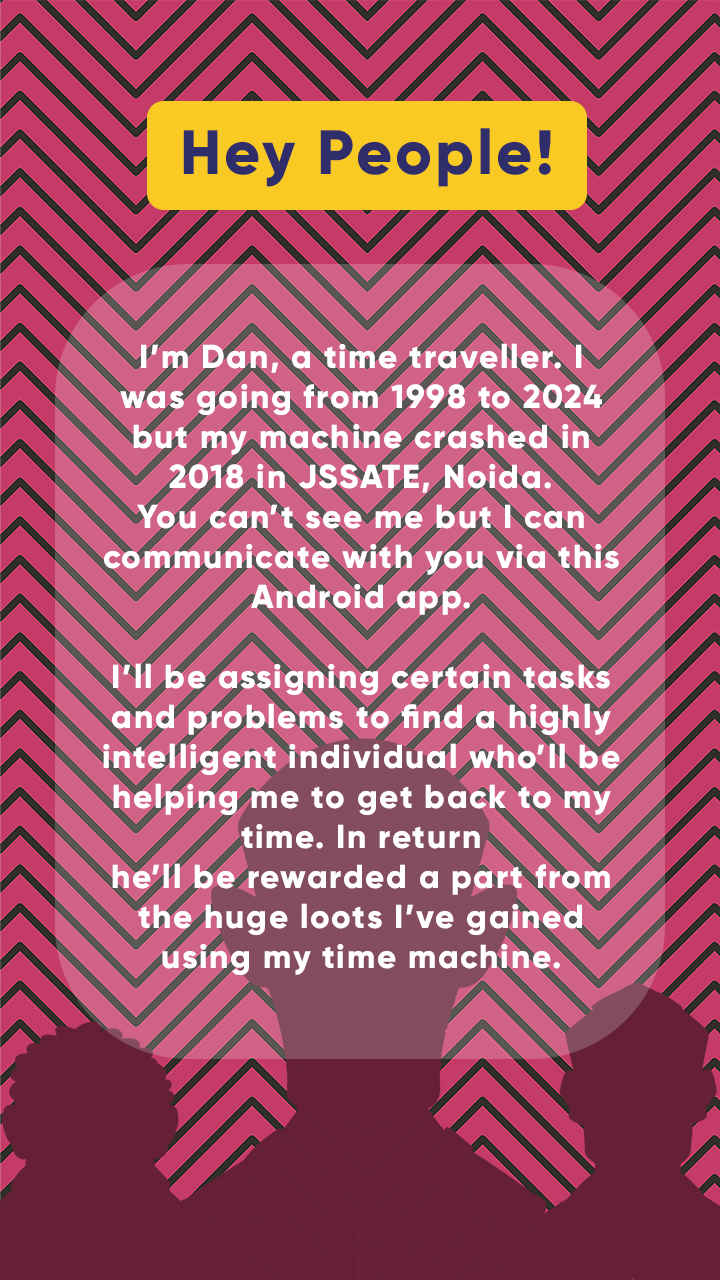 Hey People!
I'm Dan, a time traveller. I
was going from 1998 to 2024
but my machine crashed in
2018 in JSSATE, Noida.
You can't see me but I can
communicate with you via this
Android app.
I'll be assigning certain tasks
and problems to find a highly
intelligent individual who'll be
helping me to get back to my
time. In return
he'll be rewarded a part from
the huge loots I've gained
using my time machine.